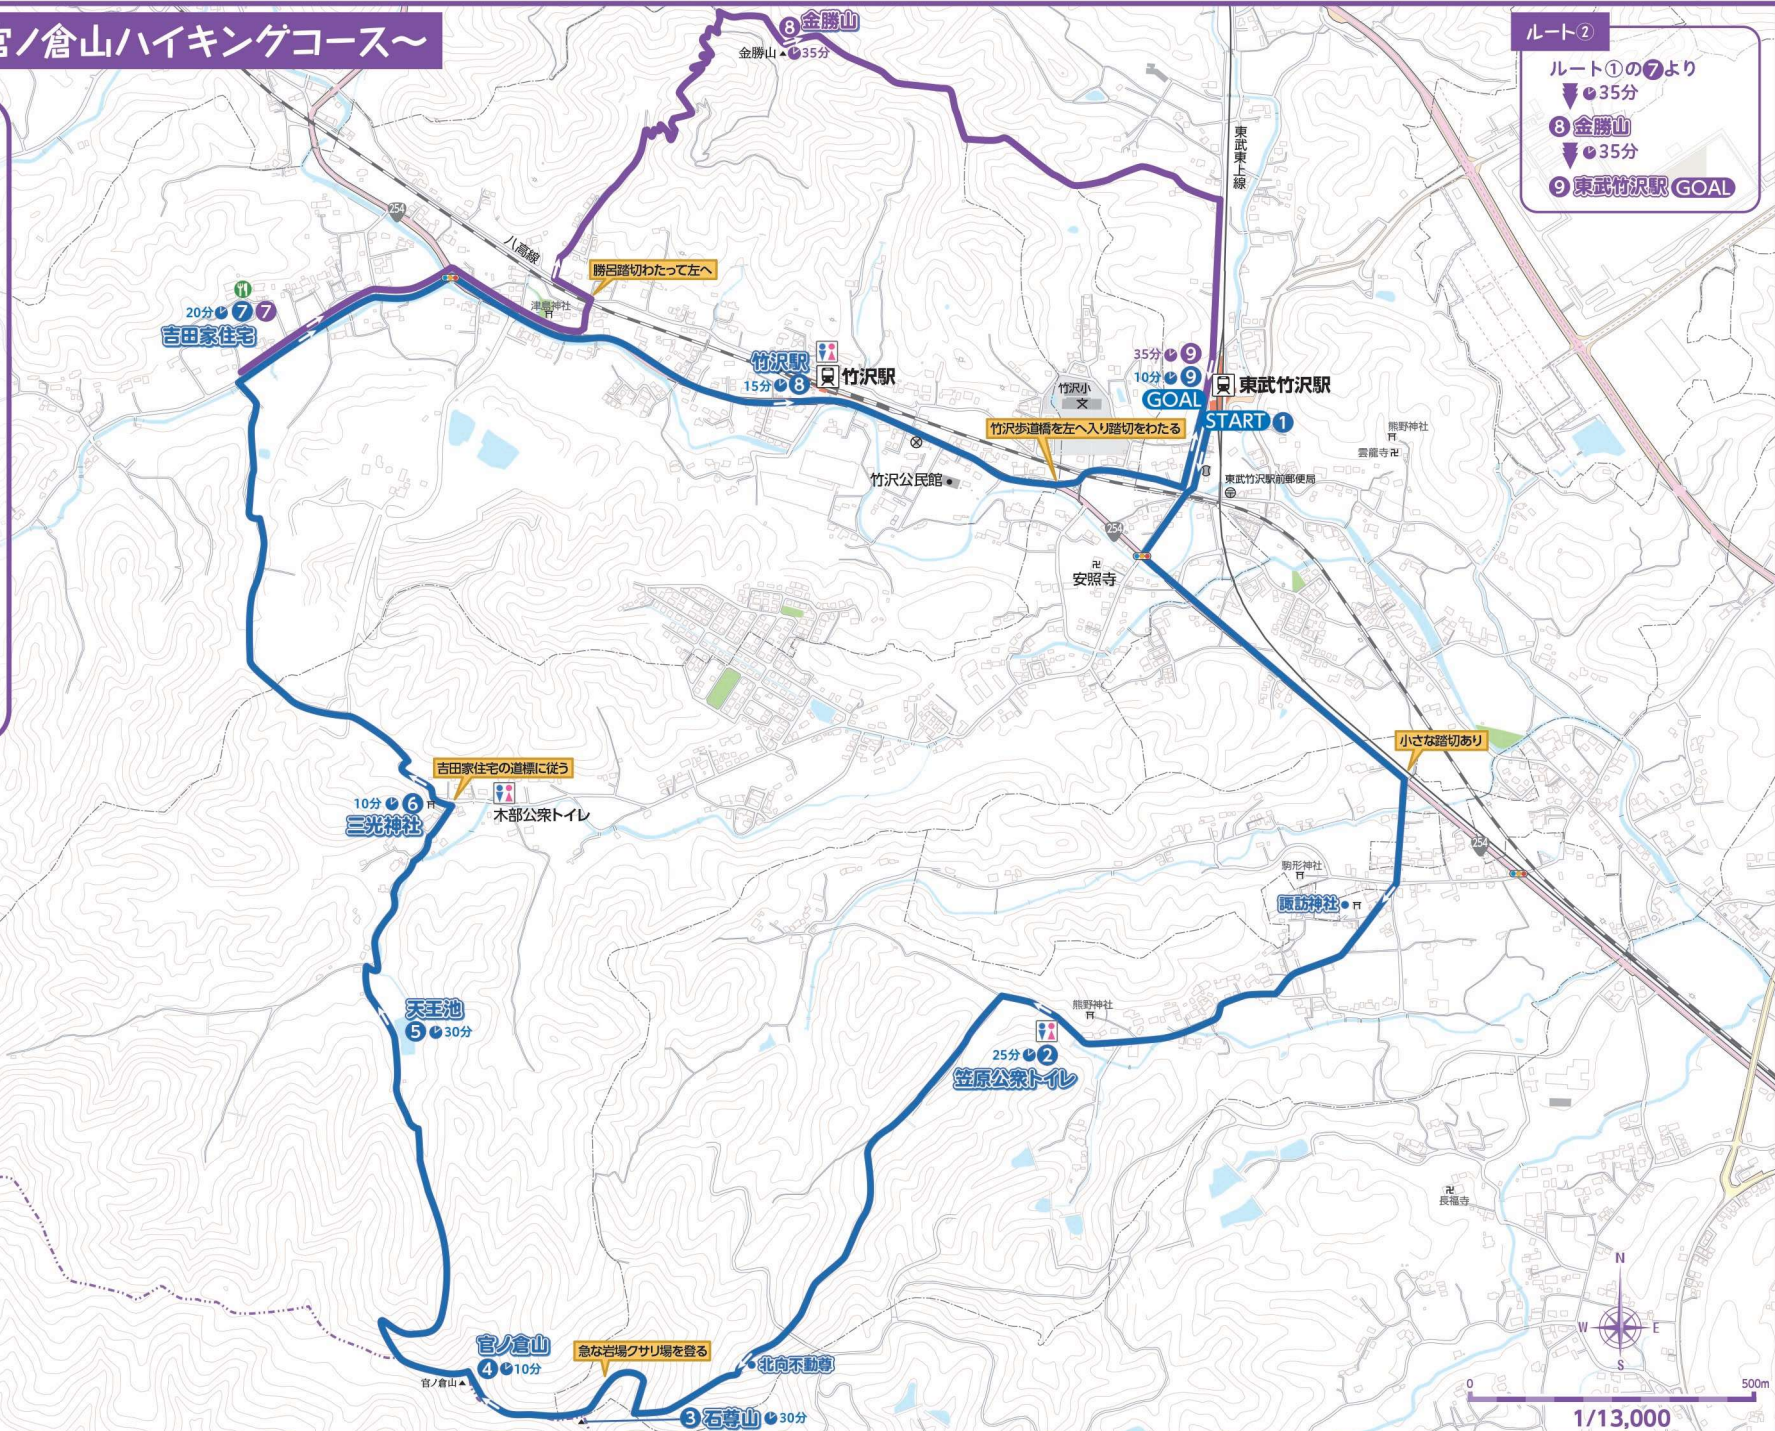 官ノ倉山ハイキングコース～
8 金勝山
金勝山 35分
ルート②
ルート①の7より
35分
8 金勝山
35分
9 東武竹沢駅 GOAL
東武東上線
254
八高線
勝呂踏切わたって左へ
津島神社
20分 7 7
吉田家住宅
竹沢駅
15分 8
竹沢駅
竹沢小
文
35分 9
10分 9
GOAL
東武竹沢駅
START 1
竹沢歩道橋を左へ入り踏切をわたる
熊野神社
雲龍寺
竹沢公民館
東武竹沢駅前郵便局
254
安照寺
小さな踏切あり
吉田家住宅の道標に従う
10分 6
三光神社
木部公衆トイレ
254
駒形神社
諏訪神社
天王池
5 30分
熊野神社
25分 2
笠原公衆トイレ
長福寺
官ノ倉山
4 10分
官ノ倉山
急な岩場クサリ場を登る
北向不動尊
3 石尊山 30分
N
W E
S
0 500m
1/13,000